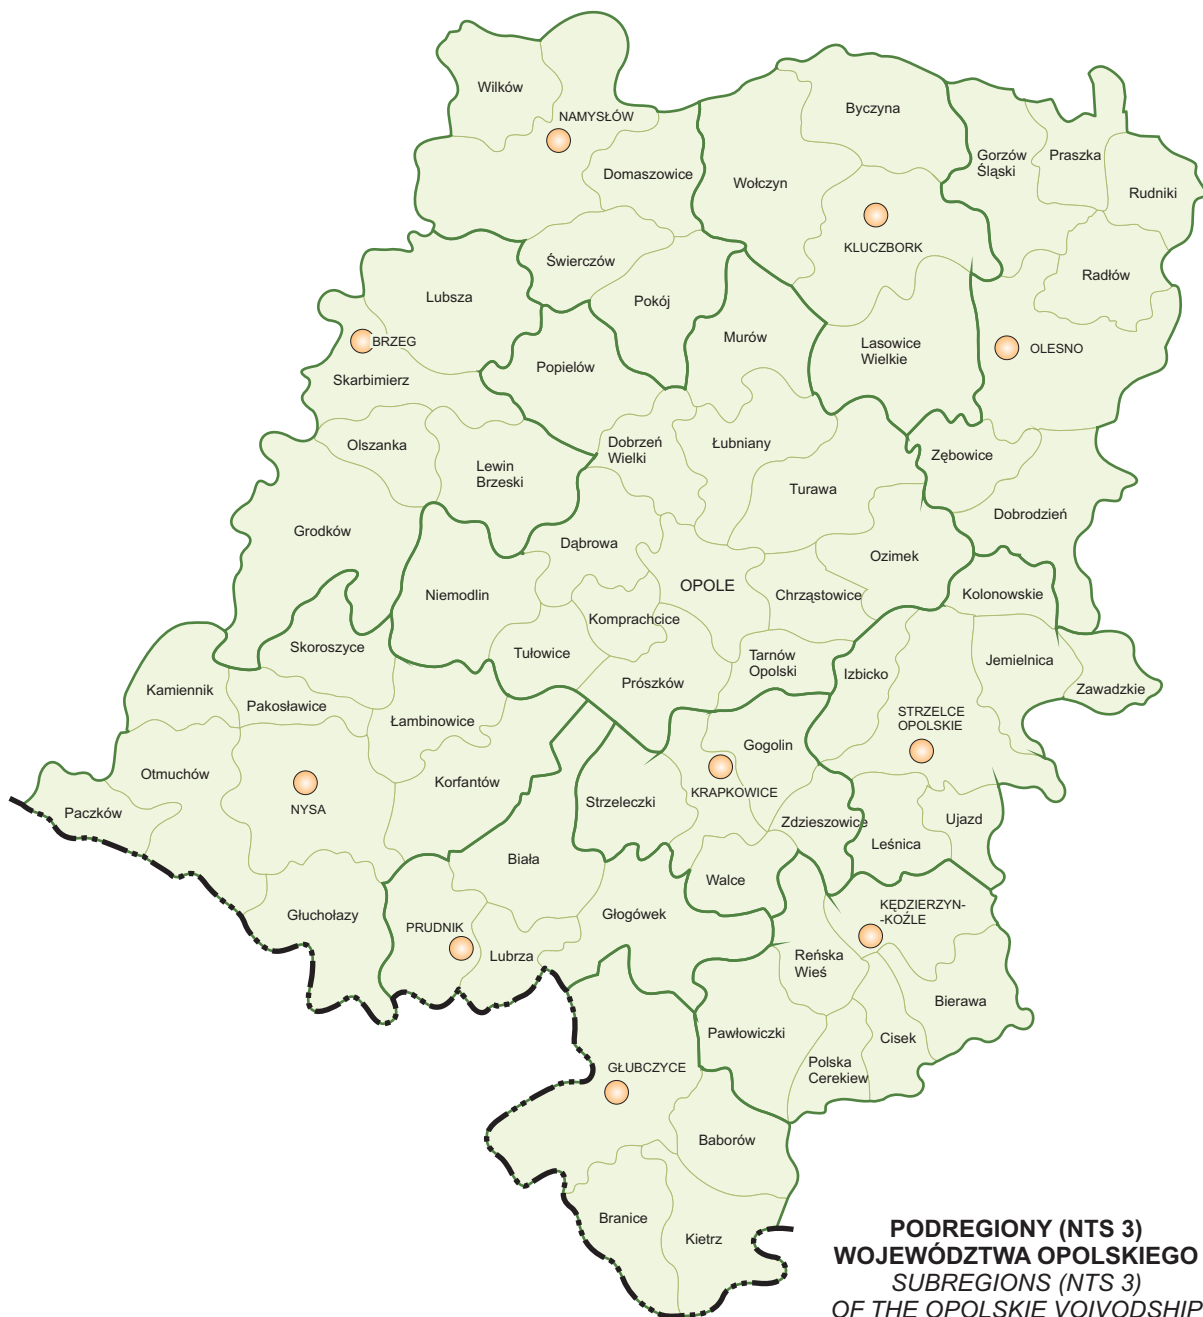 Wilków
NAMYSŁÓW
Domaszowice
Byczyna
Wołczyn
KLUCZBORK
Gorzów
Śląski
Praszka
Rudniki
Radłów
Świerczów
Lubsza
Pokój
BRZEG
Skarbimierz
Popielów
Murów
Lasowice
Wielkie
OLESNO
Olszanka
Lewin
Brzeski
Dobrzeń
Wielki
Łubniany
Turawa
Zębowice
Dobrodzień
Grodków
Dąbrowa
Niemodlin
OPOLE
Ozimek
Chrząstowice
Kolonowskie
Komprachcice
Skoroszyce
Tułowice
Prószków
Tarnów
Opolski
Izbicko
Jemielnica
Zawadzkie
Kamiennik
Pakosławice
Łambinowice
STRZELCE
OPOLSKIE
Gogolin
Otmuchów
Korfantów
Paczków
NYSA
Strzeleczki
KRAPKOWICE
Zdzieszowice
Ujazd
Leśnica
Biała
Walce
Głuchołazy
Głogówek
KĘDZIERZYN-
-KOŹLE
PRUDNIK
Lubrza
Reńska
Wieś
Bierawa
Pawłowiczki
Cisek
Polska
Cerekiew
GŁUBCZYCE
Baborów
Branice
Kietrz
PODREGIONY (NTS 3)
WOJEWÓDZTWA OPOLSKIEGO
SUBREGIONS (NTS 3)
OF THE OPOLSKIE VOIVODSHIP